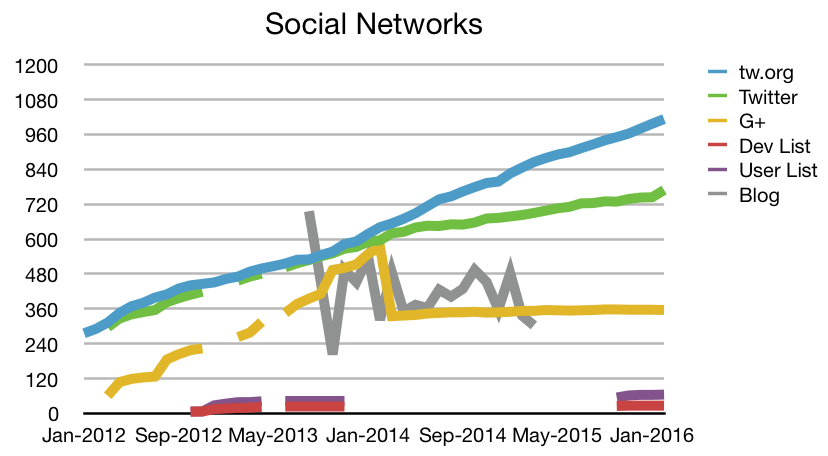 Social Networks
1200
1080
960
840
720
600
480
360
240
120
0
Jan-2012 Sep-2012 May-2013 Jan-2014 Sep-2014 May-2015 Jan-2016
tw.org
Twitter
G+
Dev List
User List
Blog